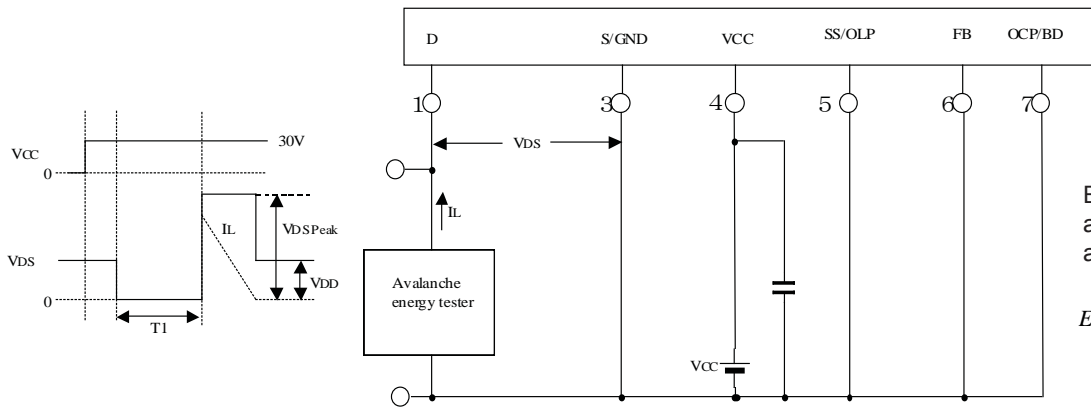 D S/GND VCC SS/OLP FB OCP/BD
1 3 4 5 6 7
VCC
0
30V
VDS
0
IL
VDSPeak
VDD
T1
VDS
IL
Avalanche
energy tester
VCC
E
a
a
E